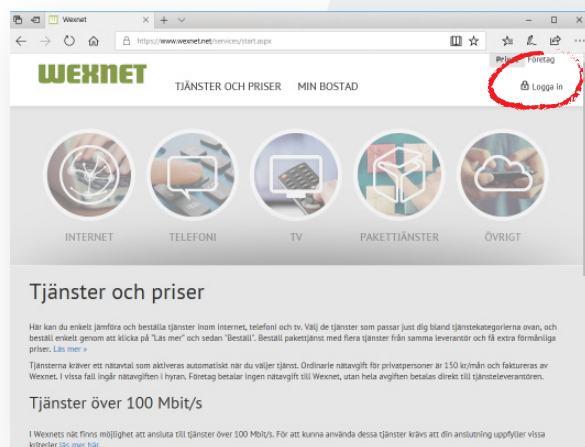 Wexnet
https://www.wexnet.net/services/start.aspx
Privat Företag
WEXNET
TJÄNSTER OCH PRISER MIN BOSTAD
Logga in
INTERNET TELEFONI TV PAKETTJÄNSTER ÖVRIGT
Tjänster och priser
Här kan du enkelt jämföra och beställa tjänster inom internet, telefoni och tv. Välj de tjänster som passar just dig bland tjänstekategorierna ovan, och
beställ enkelt genom att klicka på "Läs mer" och sedan "Beställ". Beställ pakettjänst med flera tjänster från samma leverantör och få extra förmånliga
priser. Läs mer »
Tjänsterna kräver ett nätavtal som aktiveras automatiskt när du väljer tjänst. Ordinarie nätavgift för privatpersoner är 150 kr/mån och faktureras av
Wexnet. I vissa fall ingår nätavgiften i hyran. Företag betalar ingen nätavgift till Wexnet, utan hela avgiften betalas direkt till tjänsteleverantören.
Tjänster över 100 Mbit/s
I Wexnets nät finns möjlighet att ansluta till tjänster över 100 Mbit/s. För att kunna använda dessa tjänster krävs att din anslutning uppfyller vissa
kriterier läs mer här.